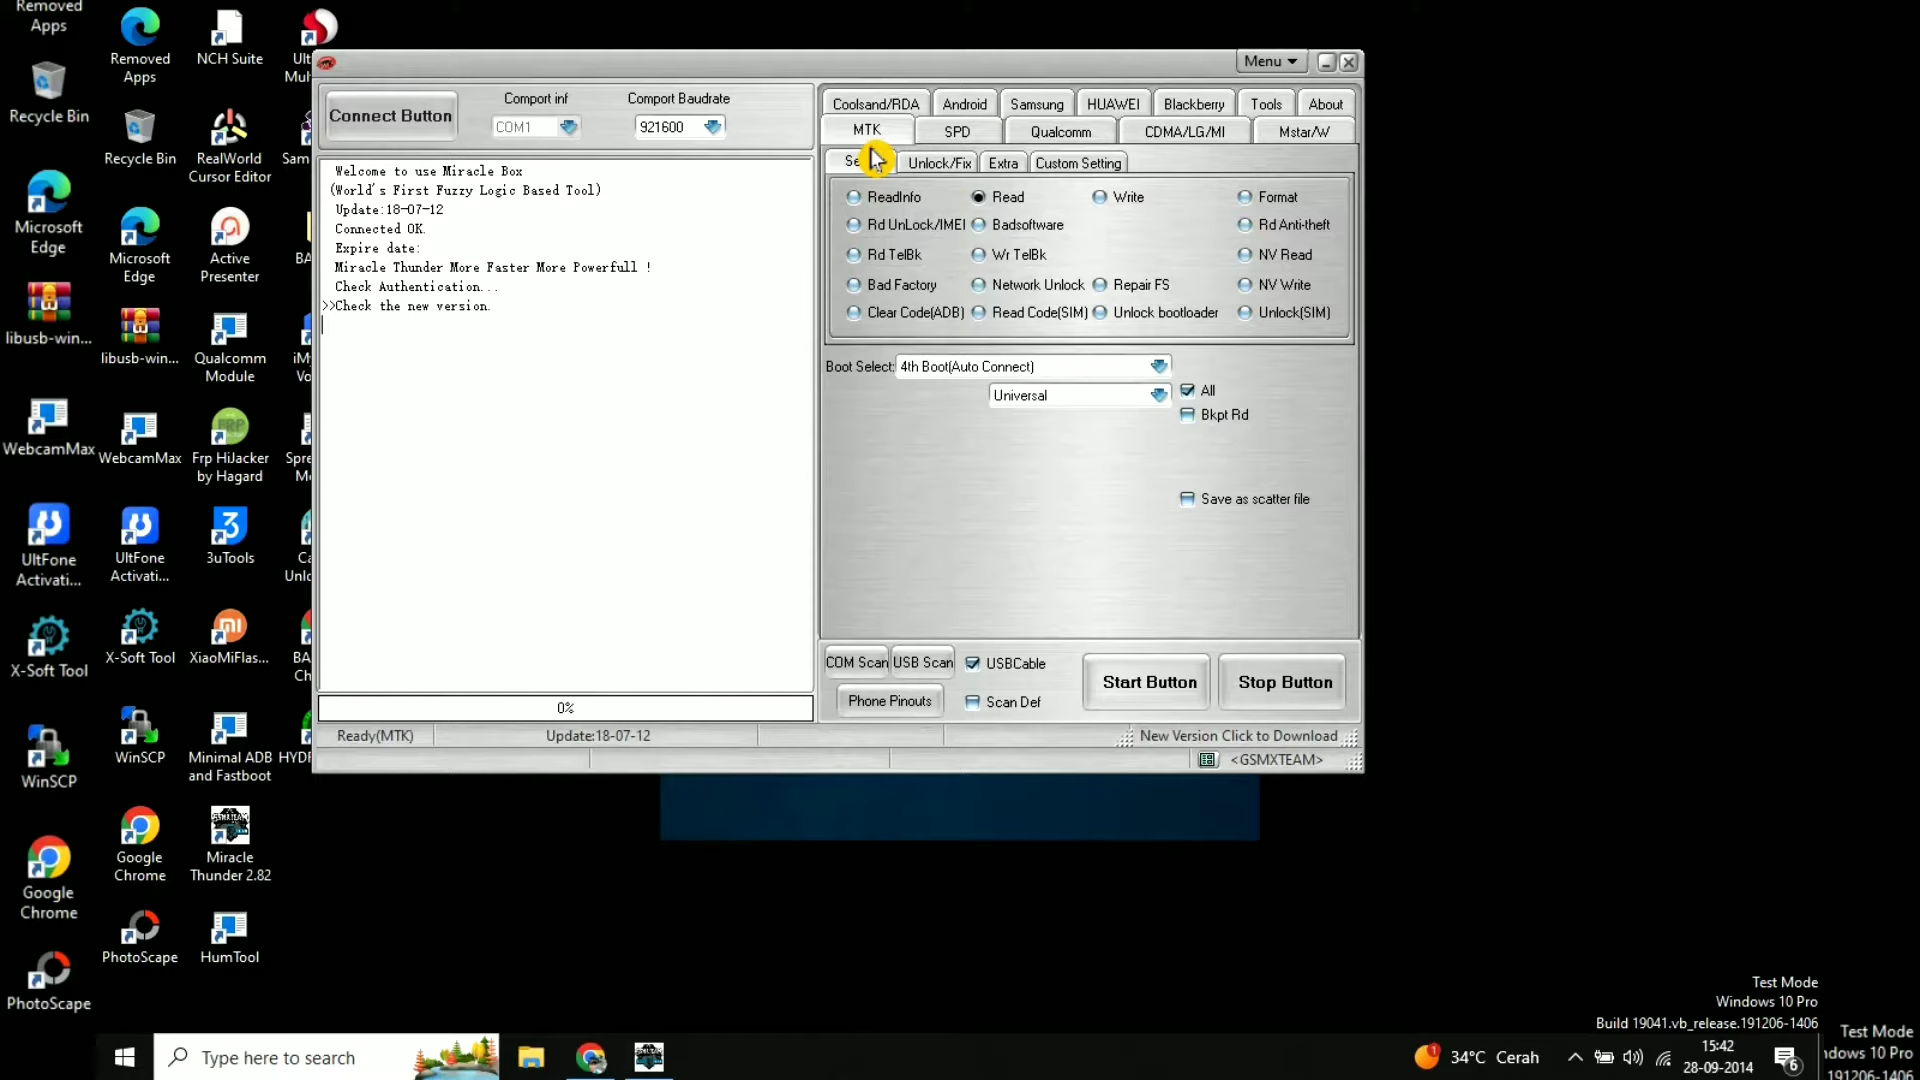 Removed
Apps
Recycle Bin
Microsoft
Edge
libusb-win...
WebcamMax
UltFone
Activati...
X-Soft Tool
WinSCP
Google
Chrome
PhotoScape
Removed
Apps
Recycle Bin
Microsoft
Edge
libusb-win...
WebcamMax
UltFone
Activati...
X-Soft Tool
WinSCP
Google
Chrome
PhotoScape
NCH Suite
RealWorld
Cursor Editor
Active
Presenter
Qualcomm
Module
Frp HiJacker
by Hagard
3uTools
XiaoMiFlas...
Minimal ADB
and Fastboot
Miracle
Thunder 2.82
HumTool
Menu
Connect Button
Comport inf
COM1
Comport Baudrate
921600
Welcome to use Miracle Box
(World's First Fuzzy Logic Based Tool)
Update:18-07-12
Connected OK.
Expire date:
Miracle Thunder More Faster More Powerfull !
Check Authentication...
>>Check the new version.
0%
Ready(MTK)
Update:18-07-12
New Version Click to Download
<GSMXTEAM>
Coolsand/RDA Android Samsung HUAWEI Blackberry Tools About
MTK SPD Qualcomm CDMA/LG/MI Mstar/W
Unlock/Fix Extra Custom Setting
ReadInfo Read Write Format
Rd UnLock/IMEI Badsoftware Rd Anti-theft
Rd TelBk Wr TelBk NV Read
Bad Factory Network Unlock Repair FS NV Write
Clear Code(ADB) Read Code(SIM) Unlock bootloader Unlock(SIM)
Boot Select: 4th Boot(Auto Connect)
Universal All
Bkpt Rd
Save as scatter file
COM Scan USB Scan USBCable
Phone Pinouts Scan Def
Start Button Stop Button
Test Mode
Windows 10 Pro
Build 19041.vb_release.191206-1406
Test Mode
dows 10 Pro
191206-1406
Type here to search
34°C Cerah
15:42
28-09-2014
6